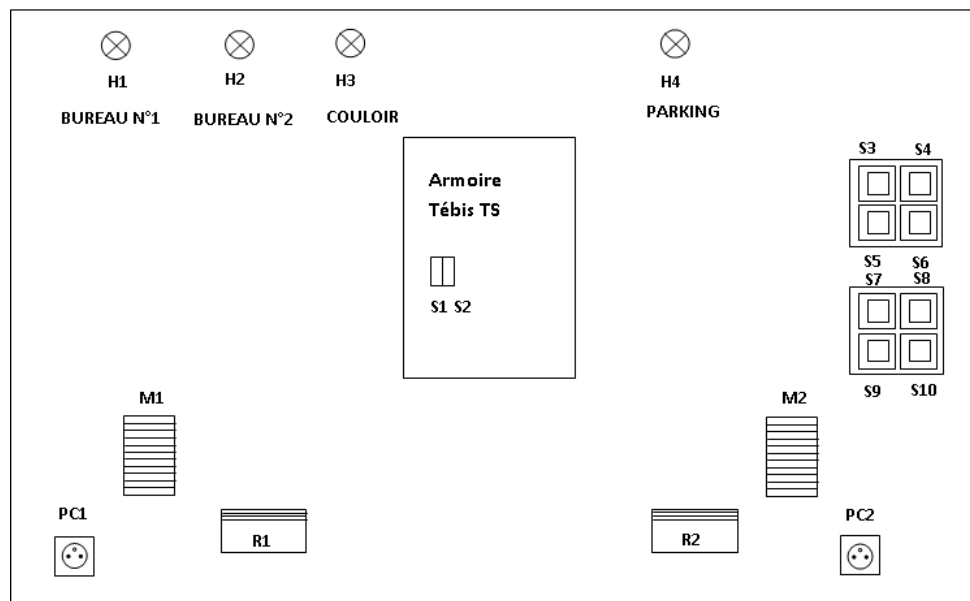 H1
H2
H3
H4
BUREAU N°1
BUREAU N°2
COULOIR
PARKING
S3
S4
Armoire
Tébis TS
S5
S6
S7
S8
S1
S2
S9
S10
M1
M2
PC1
PC2
R1
R2